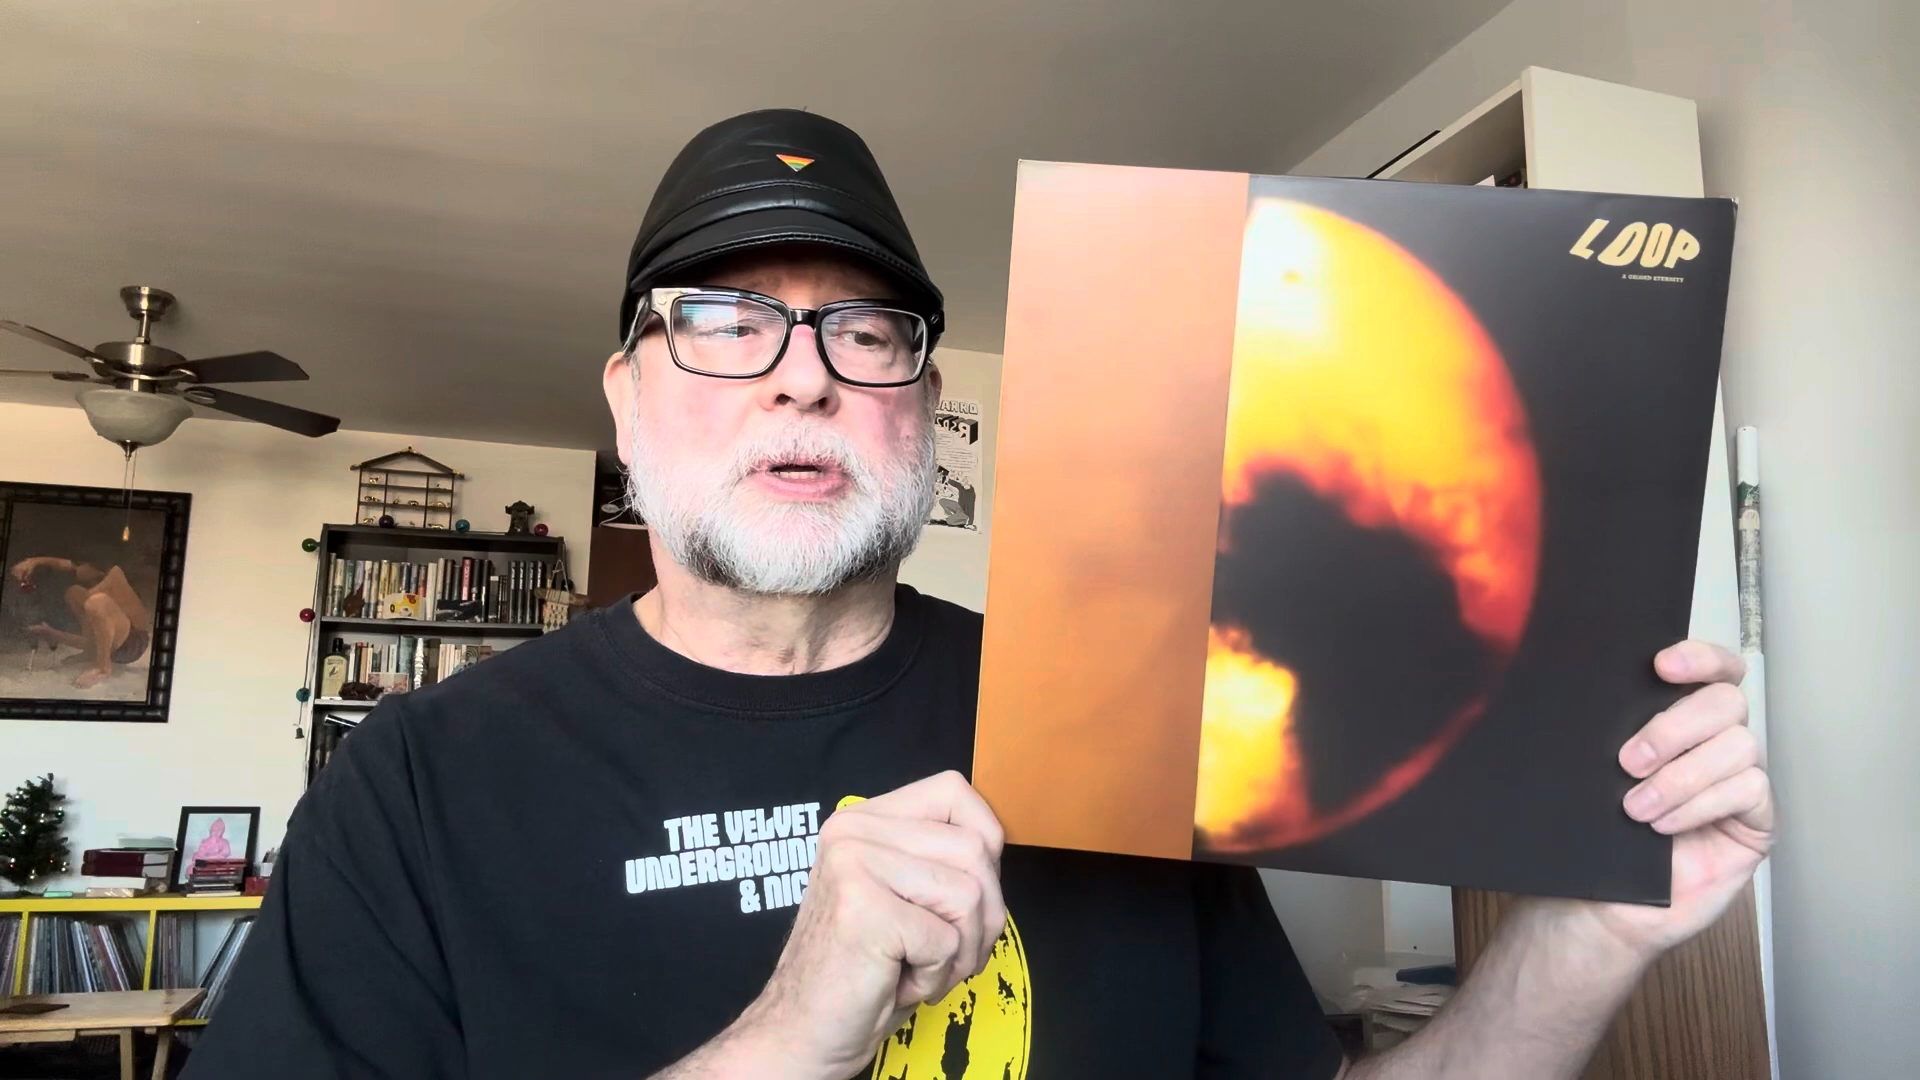 LOOP
A GILDED ETERNITY
THE VELVET
UNDERGROUND
& NIC